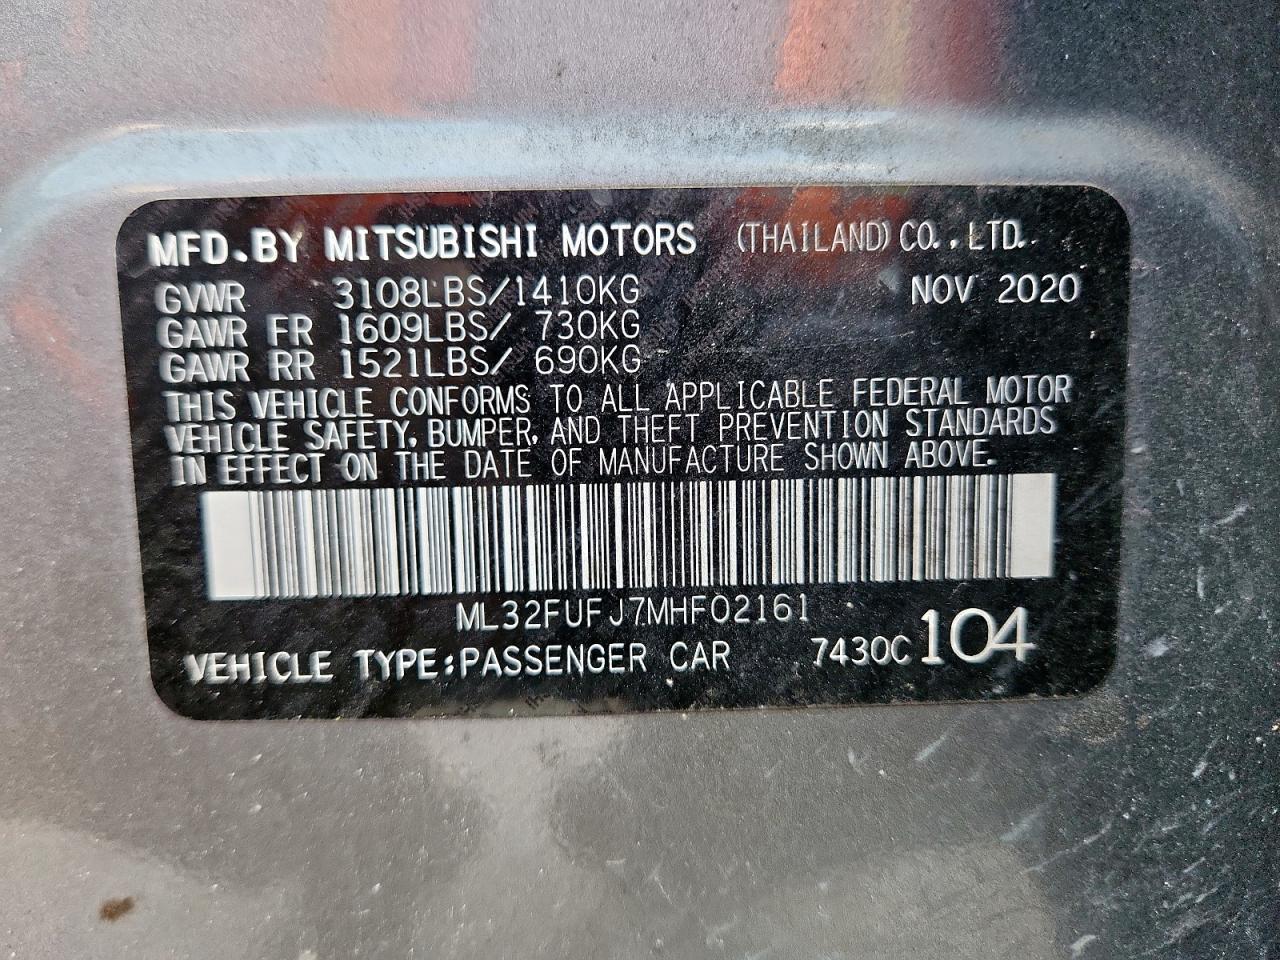 MFD.BY MITSUBISHI MOTORS (THAILAND) CO.,LTD.
GVWR 3108LBS/1410KG NOV 2020
GAWR FR 1609LBS/ 730KG
GAWR RR 1521LBS/ 690KG
THIS VEHICLE CONFORMS TO ALL APPLICABLE FEDERAL MOTOR
VEHICLE SAFETY, BUMPER, AND THEFT PREVENTION STANDARDS
IN EFFECT ON THE DATE OF MANUFACTURE SHOWN ABOVE.
ML32FUFJ7MHF02161
VEHICLE TYPE:PASSENGER CAR 7430C 104